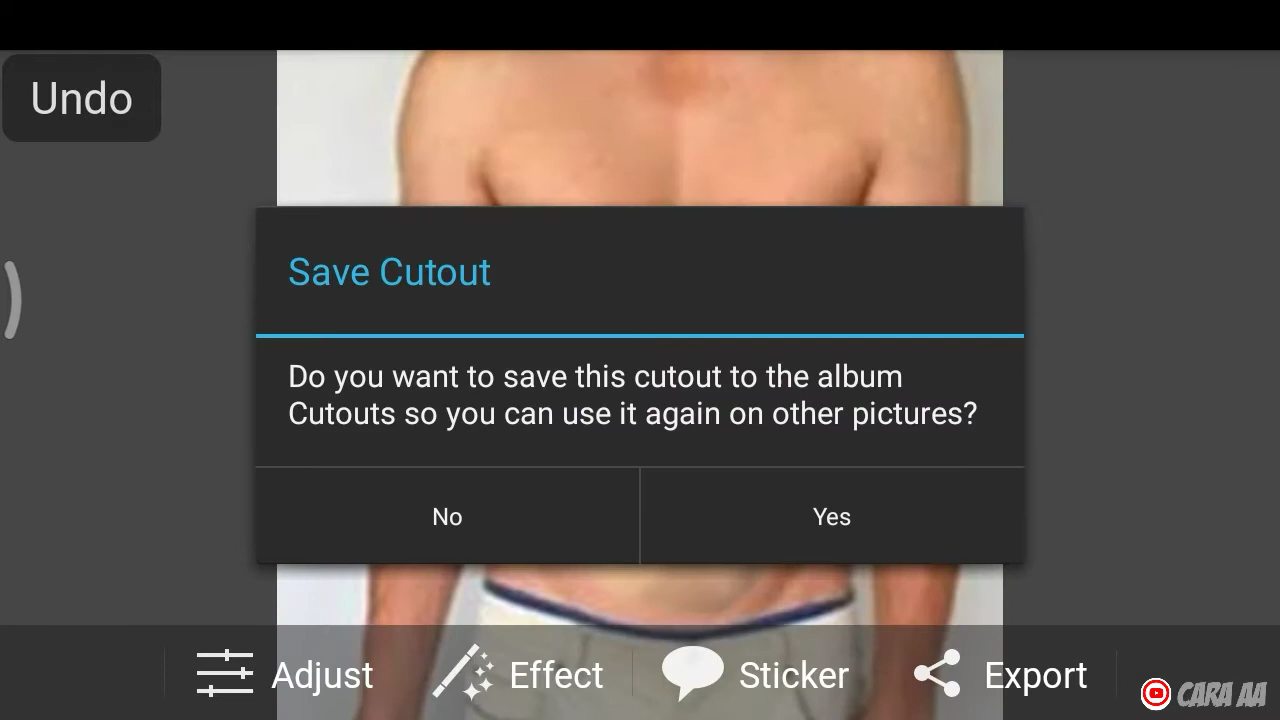 Undo
Save Cutout
Do you want to save this cutout to the album
Cutouts so you can use it again on other pictures?
No Yes
Adjust Effect Sticker Export
CARA AA